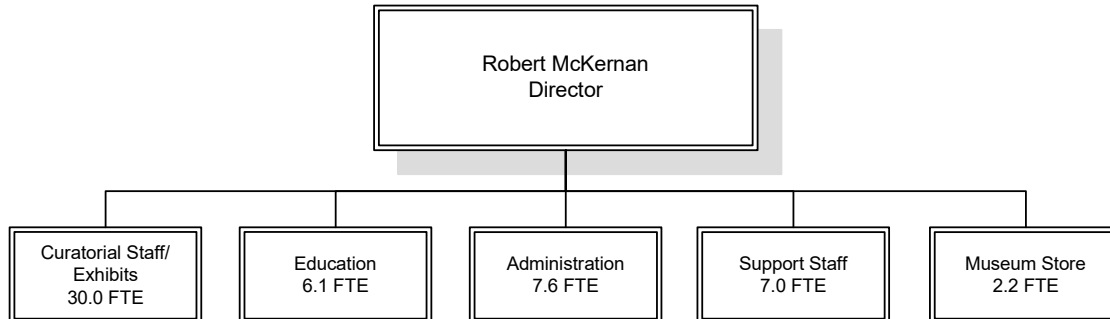 Robert McKernan
Director
Curatorial Staff/
Exhibits
30.0 FTE
Education
6.1 FTE
Administration
7.6 FTE
Support Staff
7.0 FTE
Museum Store
2.2 FTE